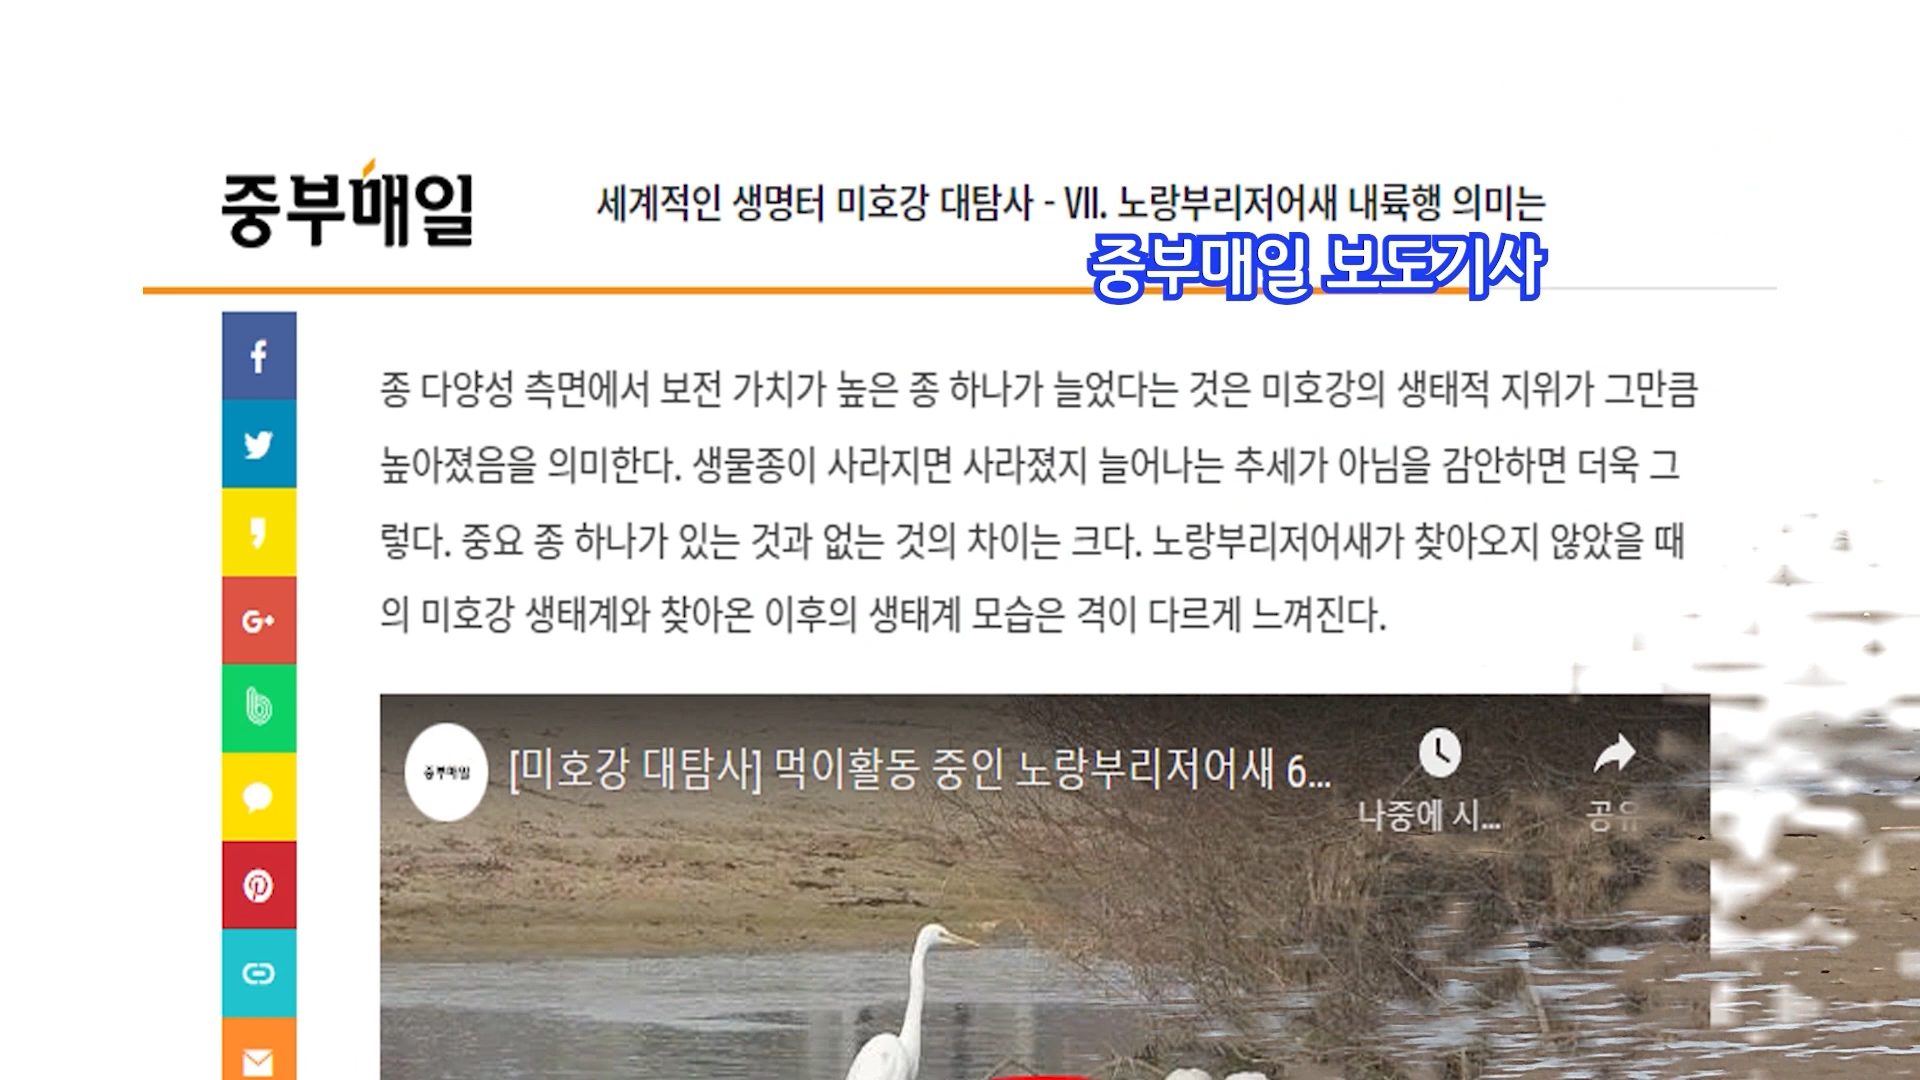 중부매일
세계적인 생명터 미호강 대탐사 - Ⅶ. 노랑부리저어새 내륙행 의미는
중부매일 보도기사
종 다양성 측면에서 보전 가치가 높은 종 하나가 늘었다는 것은 미호강의 생태적 지위가 그만큼
높아졌음을 의미한다. 생물종이 사라지면 사라졌지 늘어나는 추세가 아님을 감안하면 더욱 그
렇다. 중요 종 하나가 있는 것과 없는 것의 차이는 크다. 노랑부리저어새가 찾아오지 않았을 때
의 미호강 생태계와 찾아온 이후의 생태계 모습은 격이 다르게 느껴진다.
중부매일
[미호강 대탐사] 먹이활동 중인 노랑부리저어새 6...
나중에 시...
공유